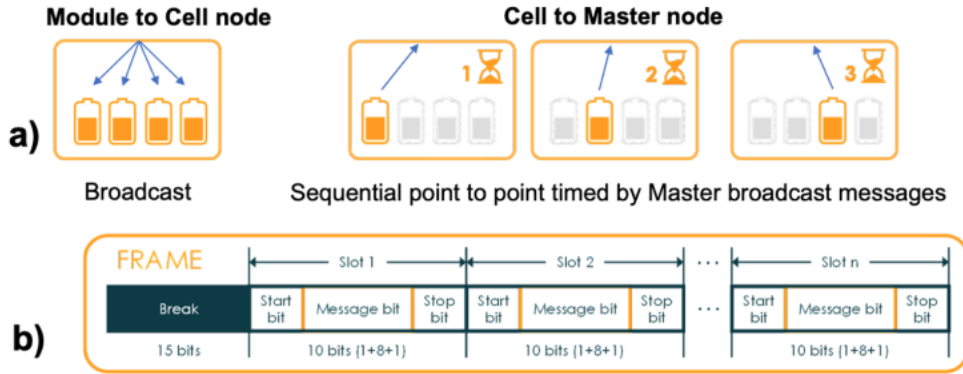 Module to Cell node
Cell to Master node
1
2
3
a)
Broadcast
Sequential point to point timed by Master broadcast messages
FRAME
Slot 1
Slot 2
...
Slot n
Break
Start bit
Message bit
Stop bit
Start bit
Message bit
Stop bit
...
Start bit
Message bit
Stop bit
b)
15 bits
10 bits (1+8+1)
10 bits (1+8+1)
10 bits (1+8+1)